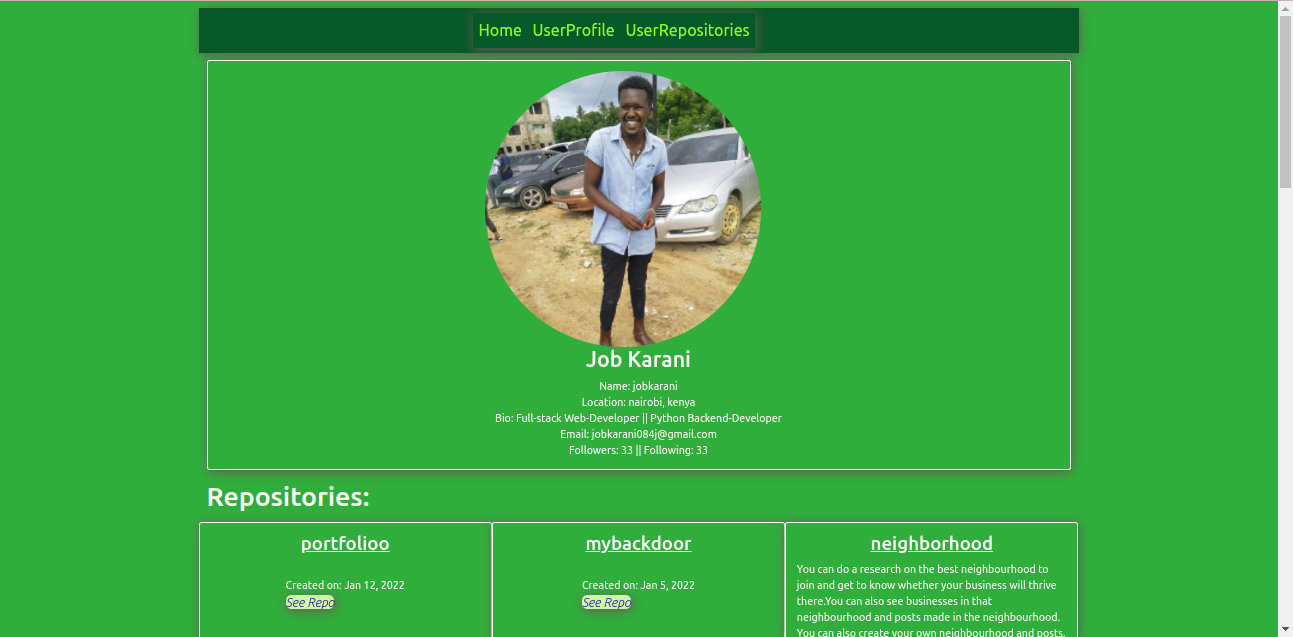 Home UserProfile UserRepositories
Job Karani
Name: jobkarani
Location: nairobi, kenya
Bio: Full-stack Web-Developer || Python Backend-Developer
Email: jobkarani084j@gmail.com
Followers: 33 || Following: 33
Repositories:
portfolioo
Created on: Jan 12, 2022
See Repo
mybackdoor
Created on: Jan 5, 2022
See Repo
neighborhood
You can do a research on the best neighbourhood to
join and get to know whether your business will thrive
there.You can also see businesses in that
neighbourhood and posts made in the neighbourhood.
You can also create your own neighbourhood and posts.